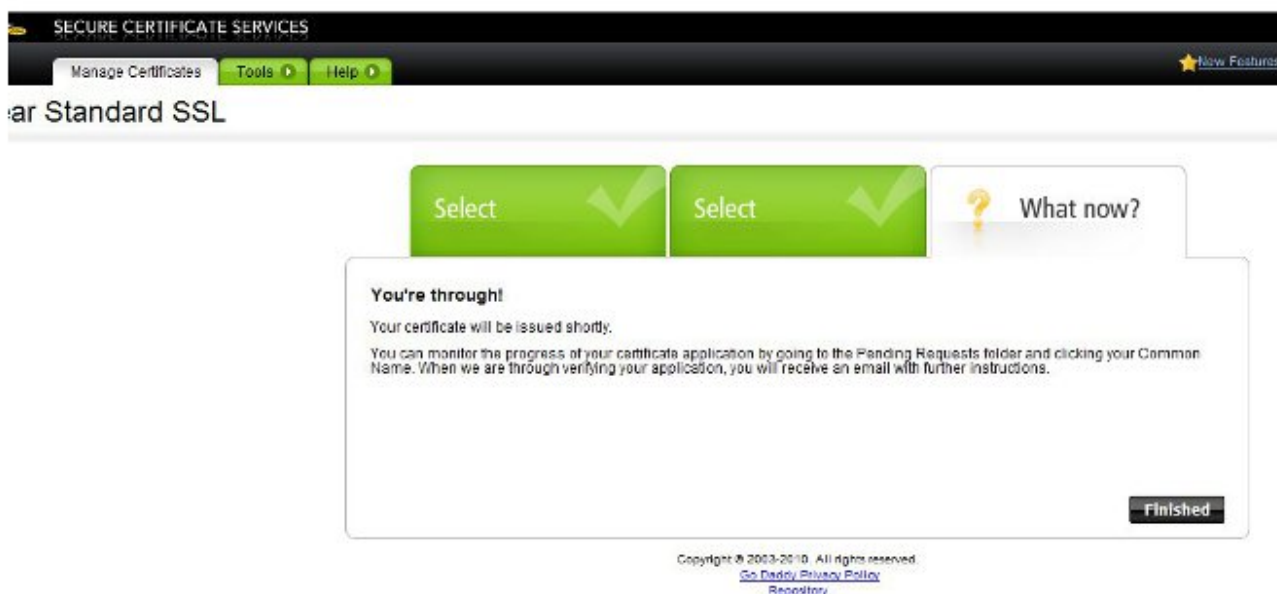 SECURE CERTIFICATE SERVICES
Manage Certificates Tools Help New Features
ar Standard SSL
Select Select ? What now?
You're through!
Your certificate will be issued shortly.
You can monitor the progress of your certificate application by going to the Pending Requests folder and clicking your Common
Name. When we are through verifying your application, you will receive an email with further instructions.
Finished
Copyright © 2003-2010. All rights reserved.
Go Daddy Privacy Policy
Repository